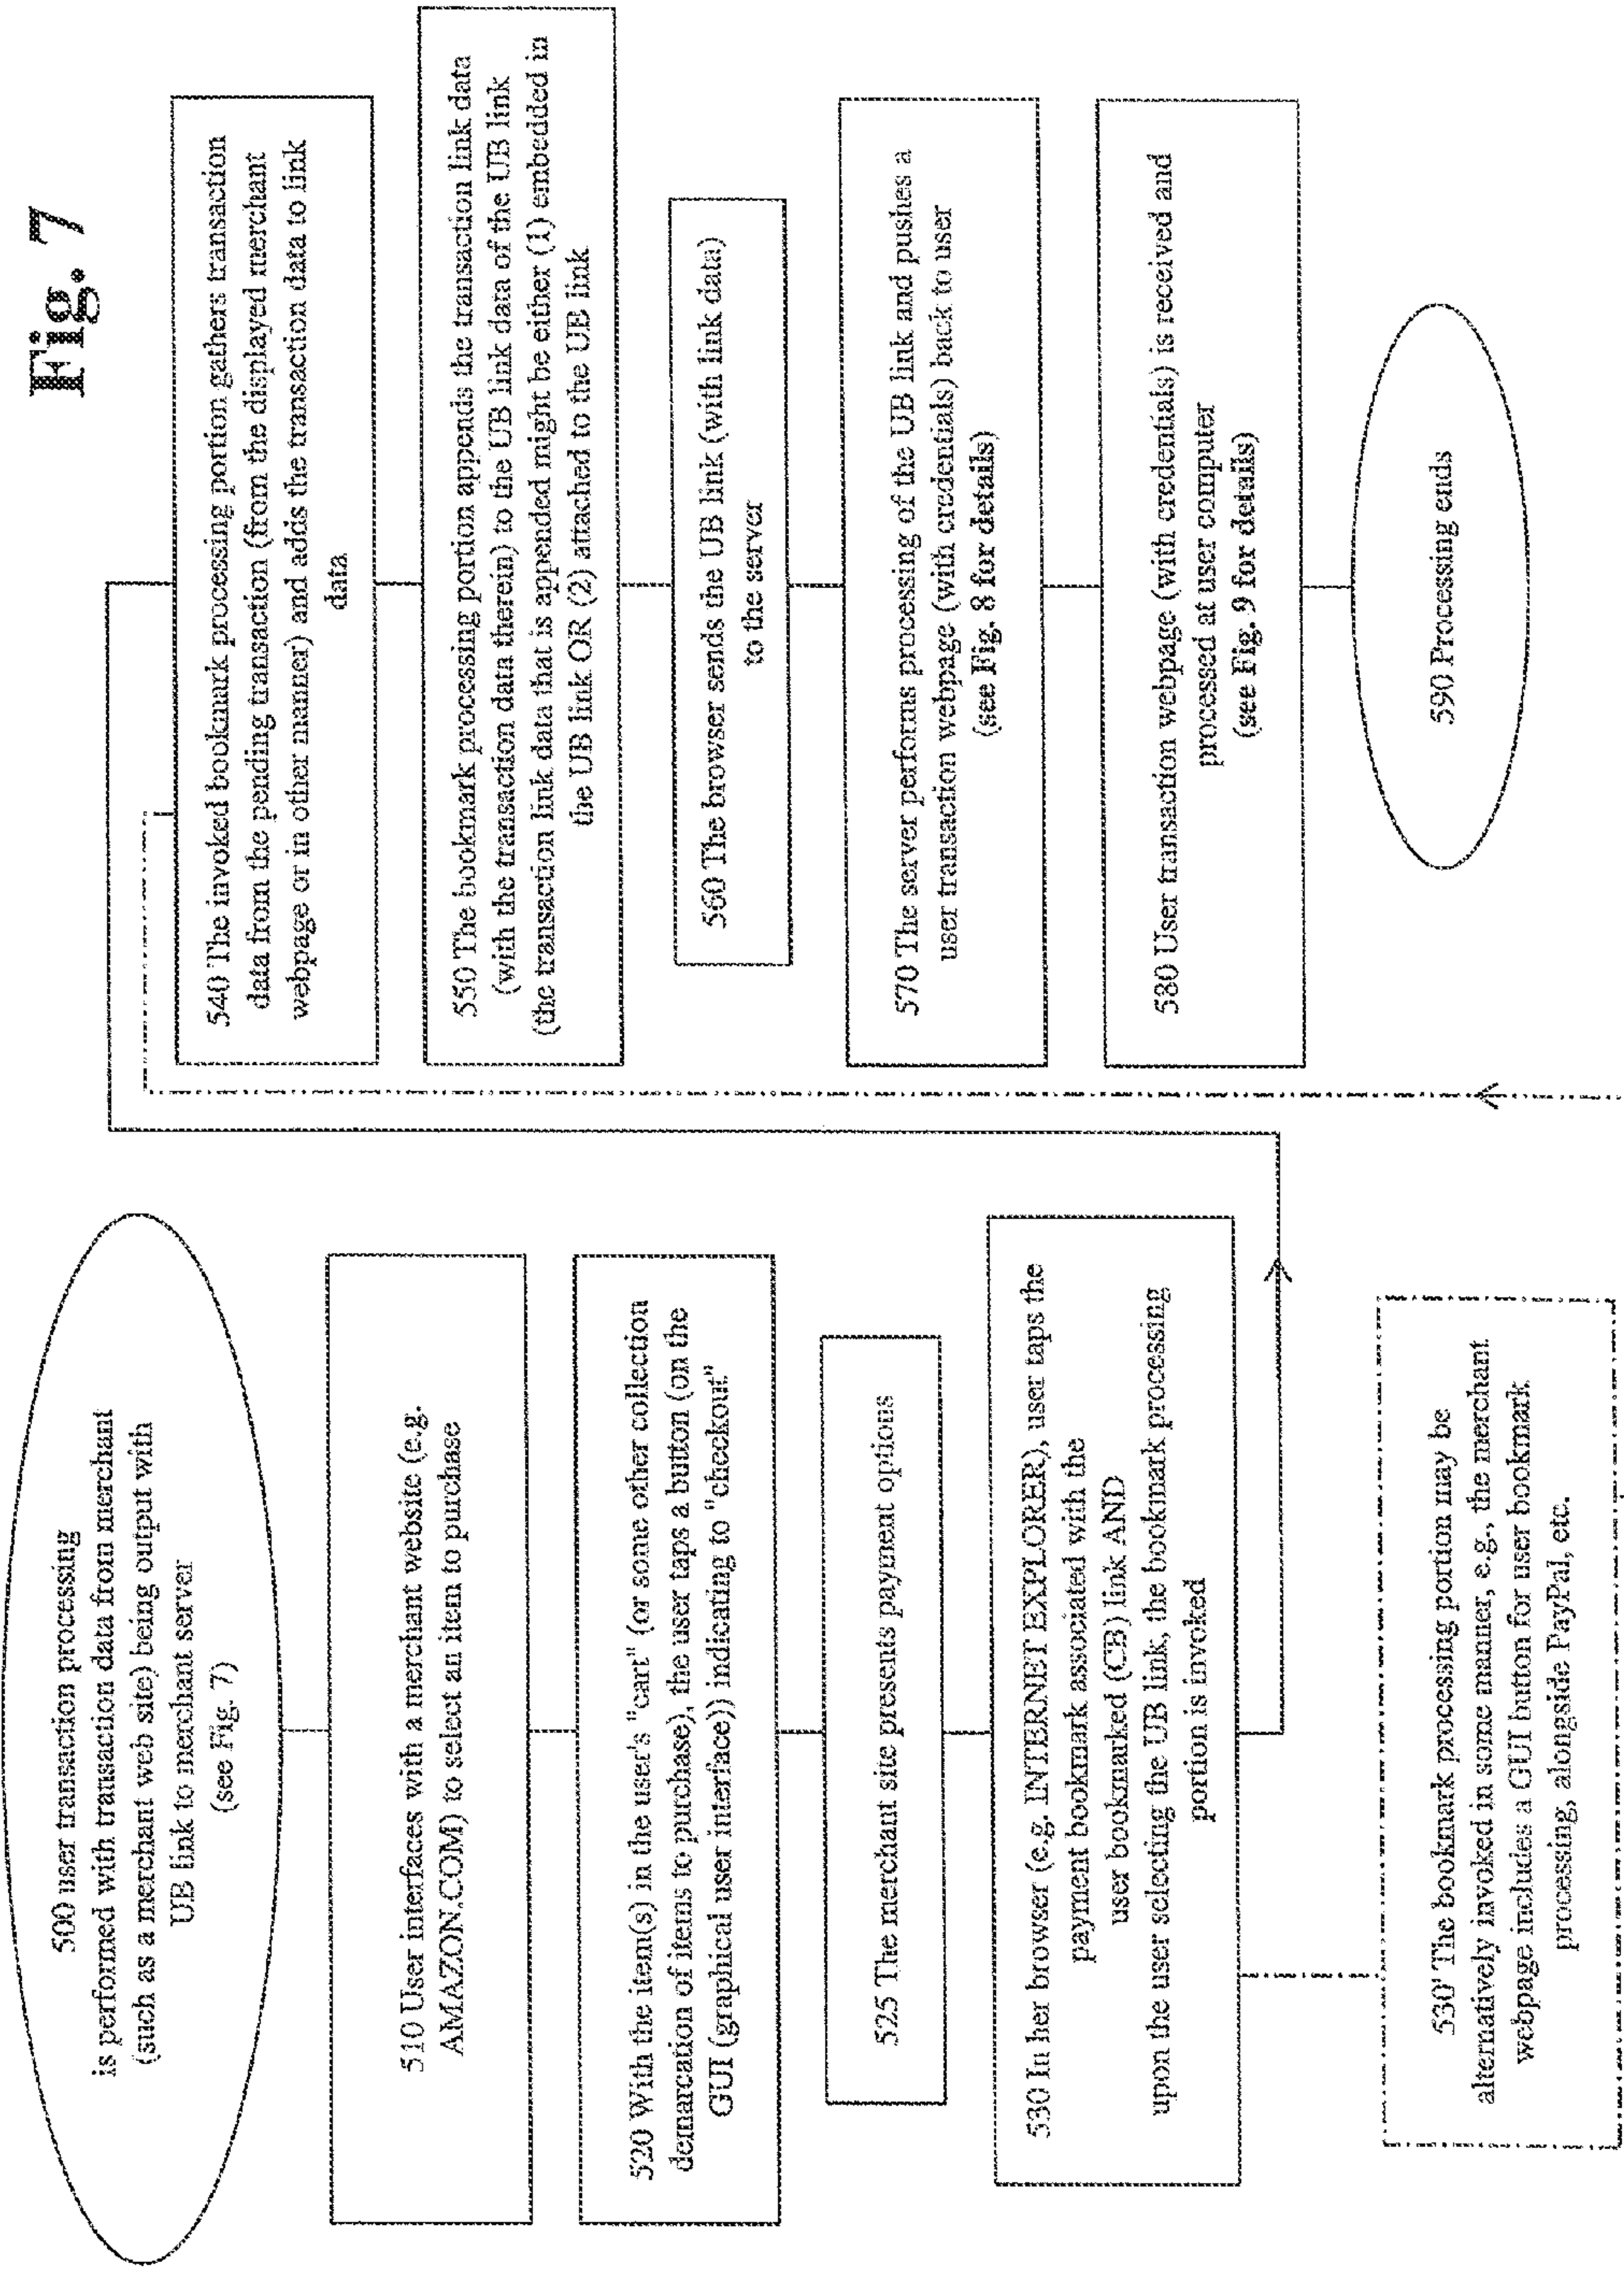 Fig. 7
500 user transaction processing
is performed with transaction data from merchant
(such as a merchant web site) being output with
UB link to merchant server
(see Fig. 7)
510 User interfaces with a merchant website (e.g.
AMAZON.COM) to select an item to purchase
520 With the item(s) in the user's "cart" (or some other collection
demarcation of items to purchase), the user taps a button (on the
GUI (graphical user interface)) indicating to "checkout"
525 The merchant site presents payment options
530 In her browser (e.g. INTERNET EXPLORER), user taps the
payment bookmark associated with the
user bookmarked (CB) link AND
upon the user selecting the UB link, the bookmark processing
portion is invoked
530' The bookmark processing portion may be
alternatively invoked in some manner, e.g., the merchant
webpage includes a GUI button for user bookmark
processing, alongside PayPal, etc.
540 The invoked bookmark processing portion gathers transaction
data from the pending transaction (from the displayed merchant
webpage or in other manner) and adds the transaction data to link
data
550 The bookmark processing portion appends the transaction link data
(with the transaction data therein) to the UB link data of the UB link
(the transaction link data that is appended might be either (1) embedded in
the UB link OR (2) attached to the UB link
560 The browser sends the UB link (with link data)
to the server
570 The server performs processing of the UB link and pushes a
user transaction webpage (with credentials) back to user
(see Fig. 8 for details)
580 User transaction webpage (with credentials) is received and
processed at user computer
(see Fig. 9 for details)
590 Processing ends